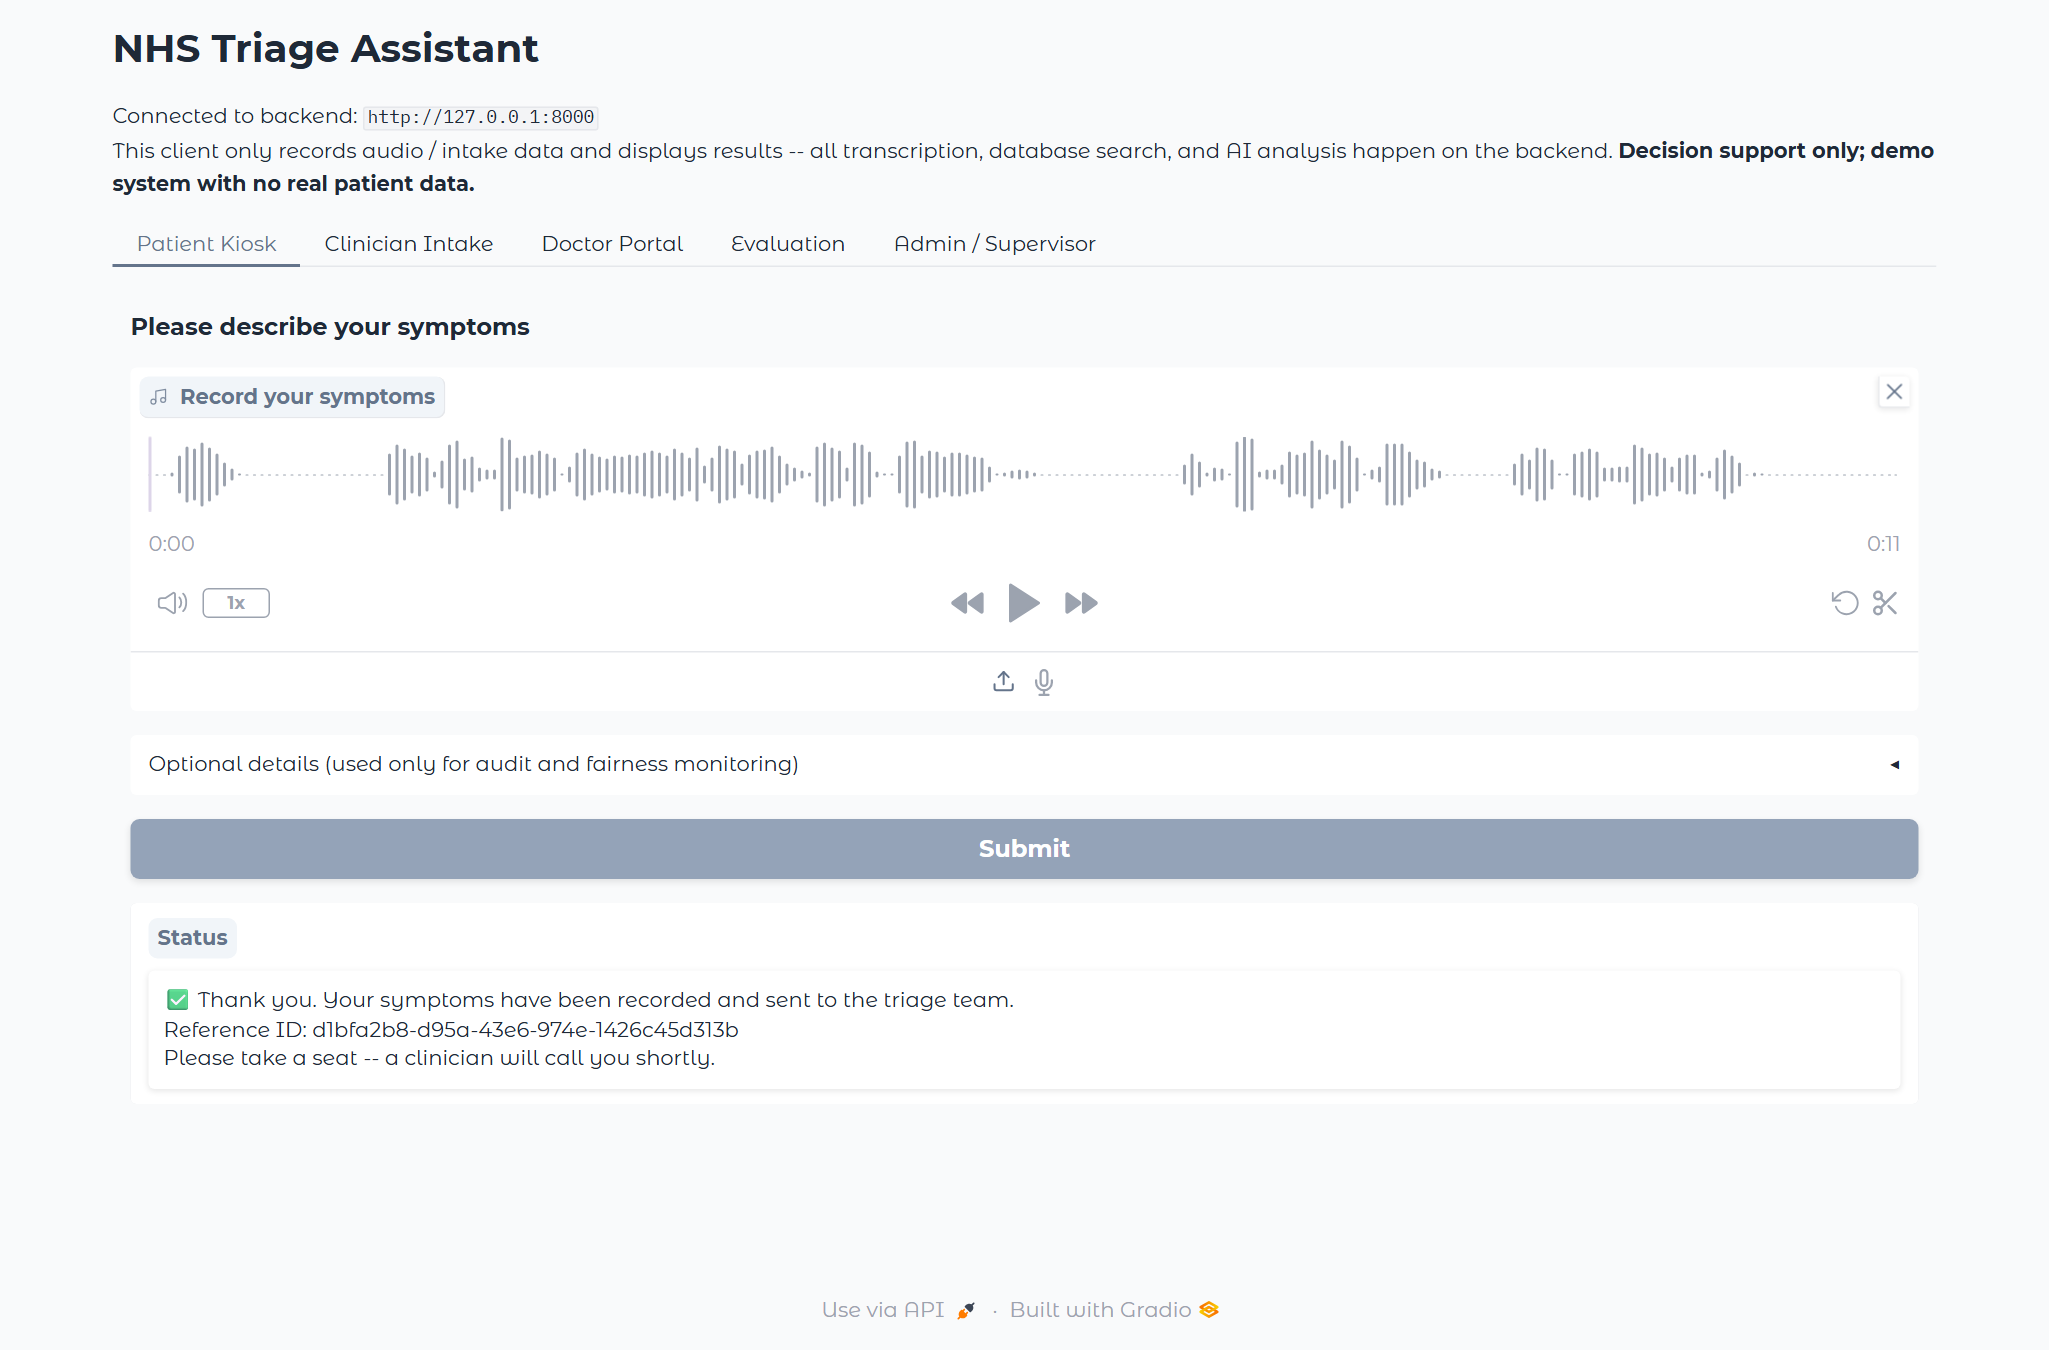 NHS Triage Assistant
Connected to backend: http://127.0.0.1:8000
This client only records audio / intake data and displays results -- all transcription, database search, and AI analysis happen on the backend. Decision support only; demo
system with no real patient data.
Patient Kiosk Clinician Intake Doctor Portal Evaluation Admin / Supervisor
Please describe your symptoms
Record your symptoms
0:00 0:11
1x
Optional details (used only for audit and fairness monitoring)
Submit
Status
✅ Thank you. Your symptoms have been recorded and sent to the triage team.
Reference ID: d1bfa2b8-d95a-43e6-974e-1426c45d313b
Please take a seat -- a clinician will call you shortly.
Use via API · Built with Gradio